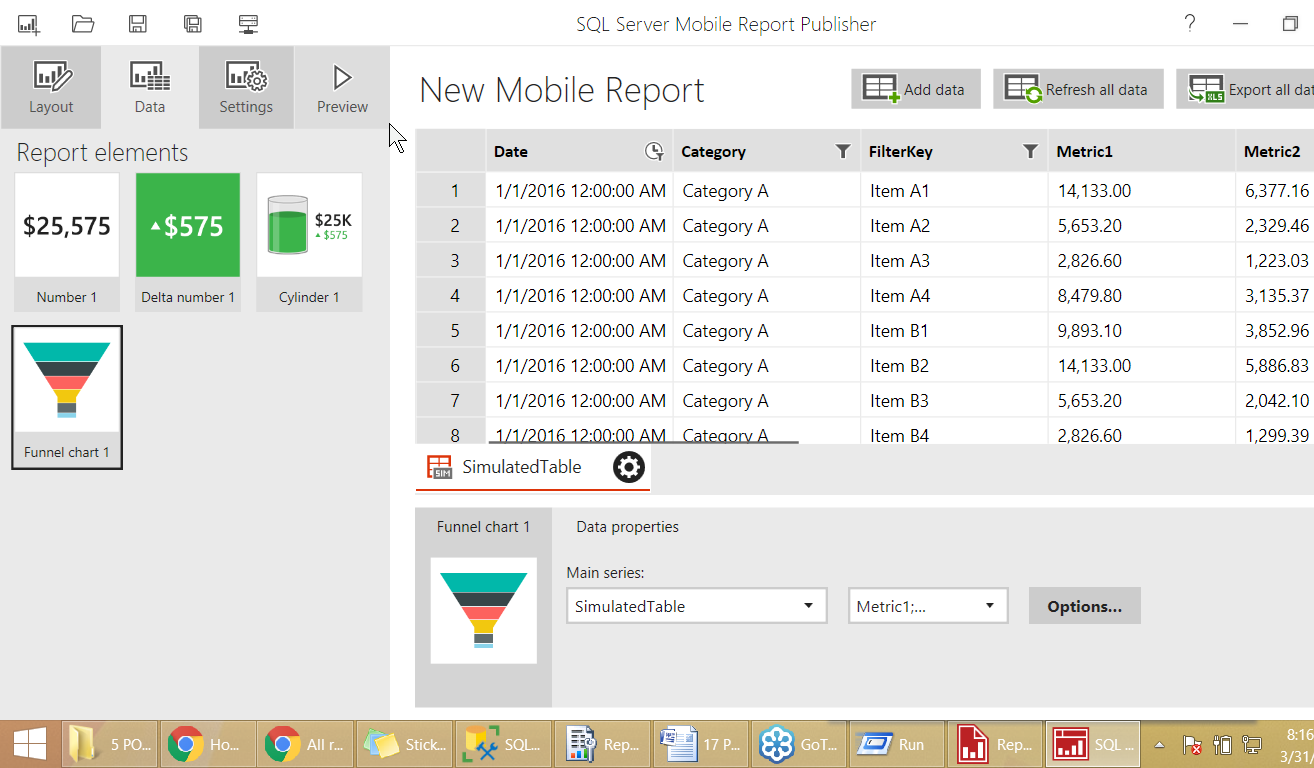 SQL Server Mobile Report Publisher
?
Layout
Data
Settings
Preview
Report elements
$25,575
Number 1
$575
Delta number 1
$25K
$575
Cylinder 1
Funnel chart 1
New Mobile Report
Add data
Refresh all data
XLS
Export all dat
Date Category FilterKey Metric1 Metric2
1 1/1/2016 12:00:00 AM Category A Item A1 14,133.00 6,377.16
2 1/1/2016 12:00:00 AM Category A Item A2 5,653.20 2,329.46
3 1/1/2016 12:00:00 AM Category A Item A3 2,826.60 1,223.03
4 1/1/2016 12:00:00 AM Category A Item A4 8,479.80 3,135.37
5 1/1/2016 12:00:00 AM Category A Item B1 9,893.10 3,852.96
6 1/1/2016 12:00:00 AM Category A Item B2 14,133.00 5,886.83
7 1/1/2016 12:00:00 AM Category A Item B3 5,653.20 2,042.10
8 1/1/2016 12:00:00 AM Category A Item B4 2,826.60 1,299.39
SIM
SimulatedTable
Funnel chart 1
Data properties
Main series:
SimulatedTable
Metric1;...
Options...
5 PO...
Ho...
All r...
Stick...
SQL...
Rep...
17 P...
GoT...
Run
Rep...
SQL ...
8:16
3/31/